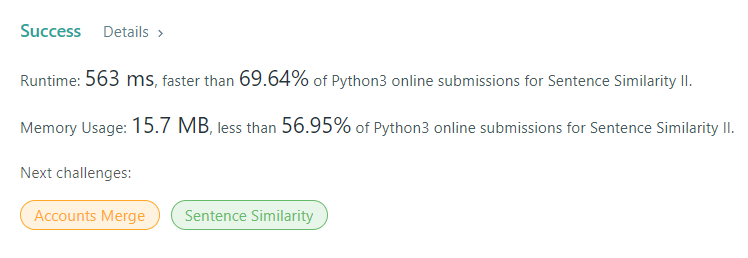 Success Details ›
Runtime: 563 ms, faster than 69.64% of Python3 online submissions for Sentence Similarity II.
Memory Usage: 15.7 MB, less than 56.95% of Python3 online submissions for Sentence Similarity II.
Next challenges:
Accounts Merge Sentence Similarity